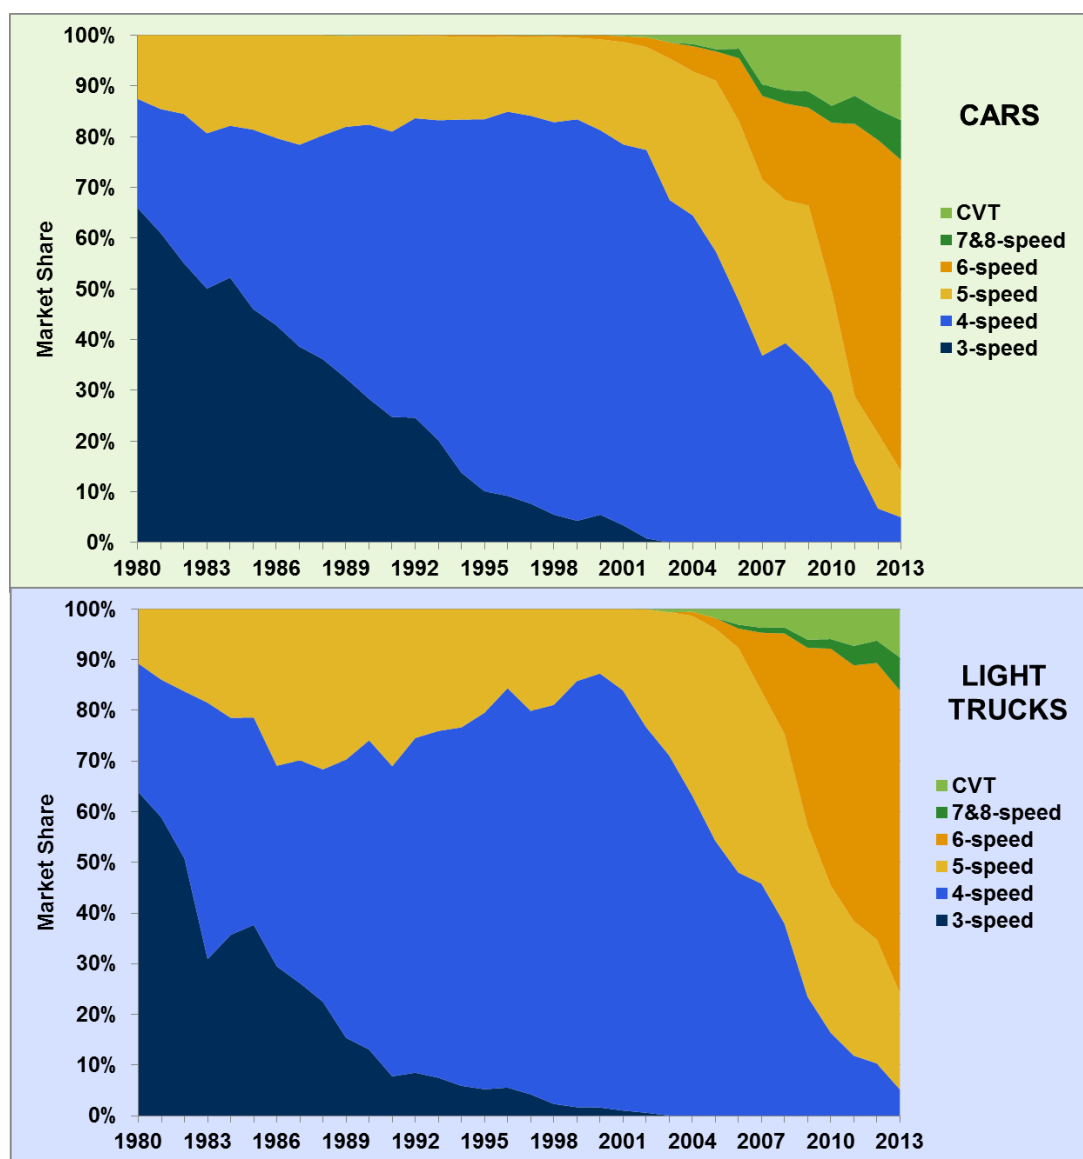 100%
90%
80%
70%
60%
50%
40%
30%
20%
10%
0%
Market Share
1980 1983 1986 1989 1992 1995 1998 2001 2004 2007 2010 2013
CARS
CVT
7&8-speed
6-speed
5-speed
4-speed
3-speed
100%
90%
80%
70%
60%
50%
40%
30%
20%
10%
0%
Market Share
1980 1983 1986 1989 1992 1995 1998 2001 2004 2007 2010 2013
LIGHT
TRUCKS
CVT
7&8-speed
6-speed
5-speed
4-speed
3-speed